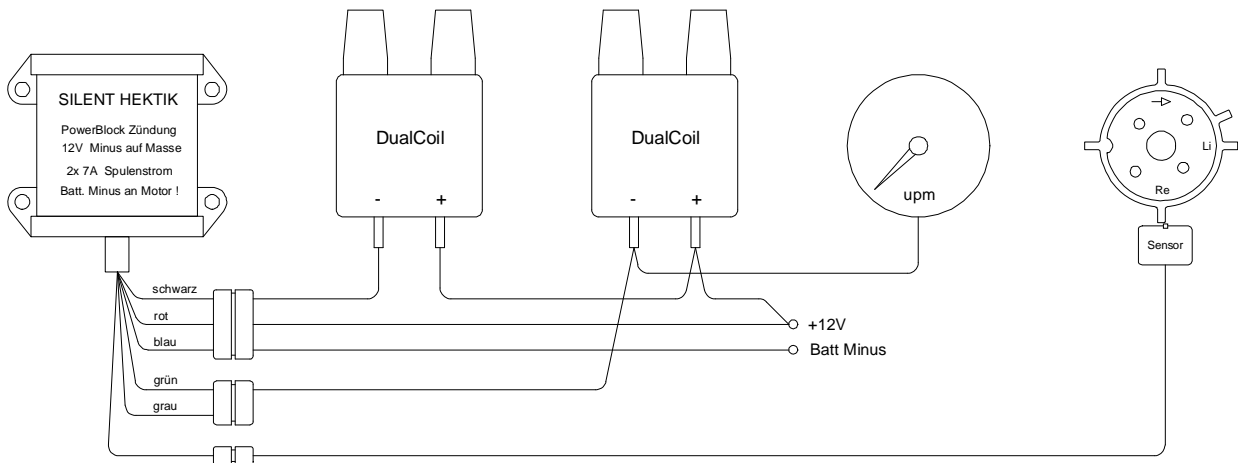 SILENT HEKTIK
PowerBlock Zündung
12V Minus auf Masse
2x 7A Spulenstrom
Batt. Minus an Motor !
DualCoil
- +
DualCoil
- +
upm
Li
Re
Sensor
schwarz
rot
blau
grün
grau
+12V
Batt Minus